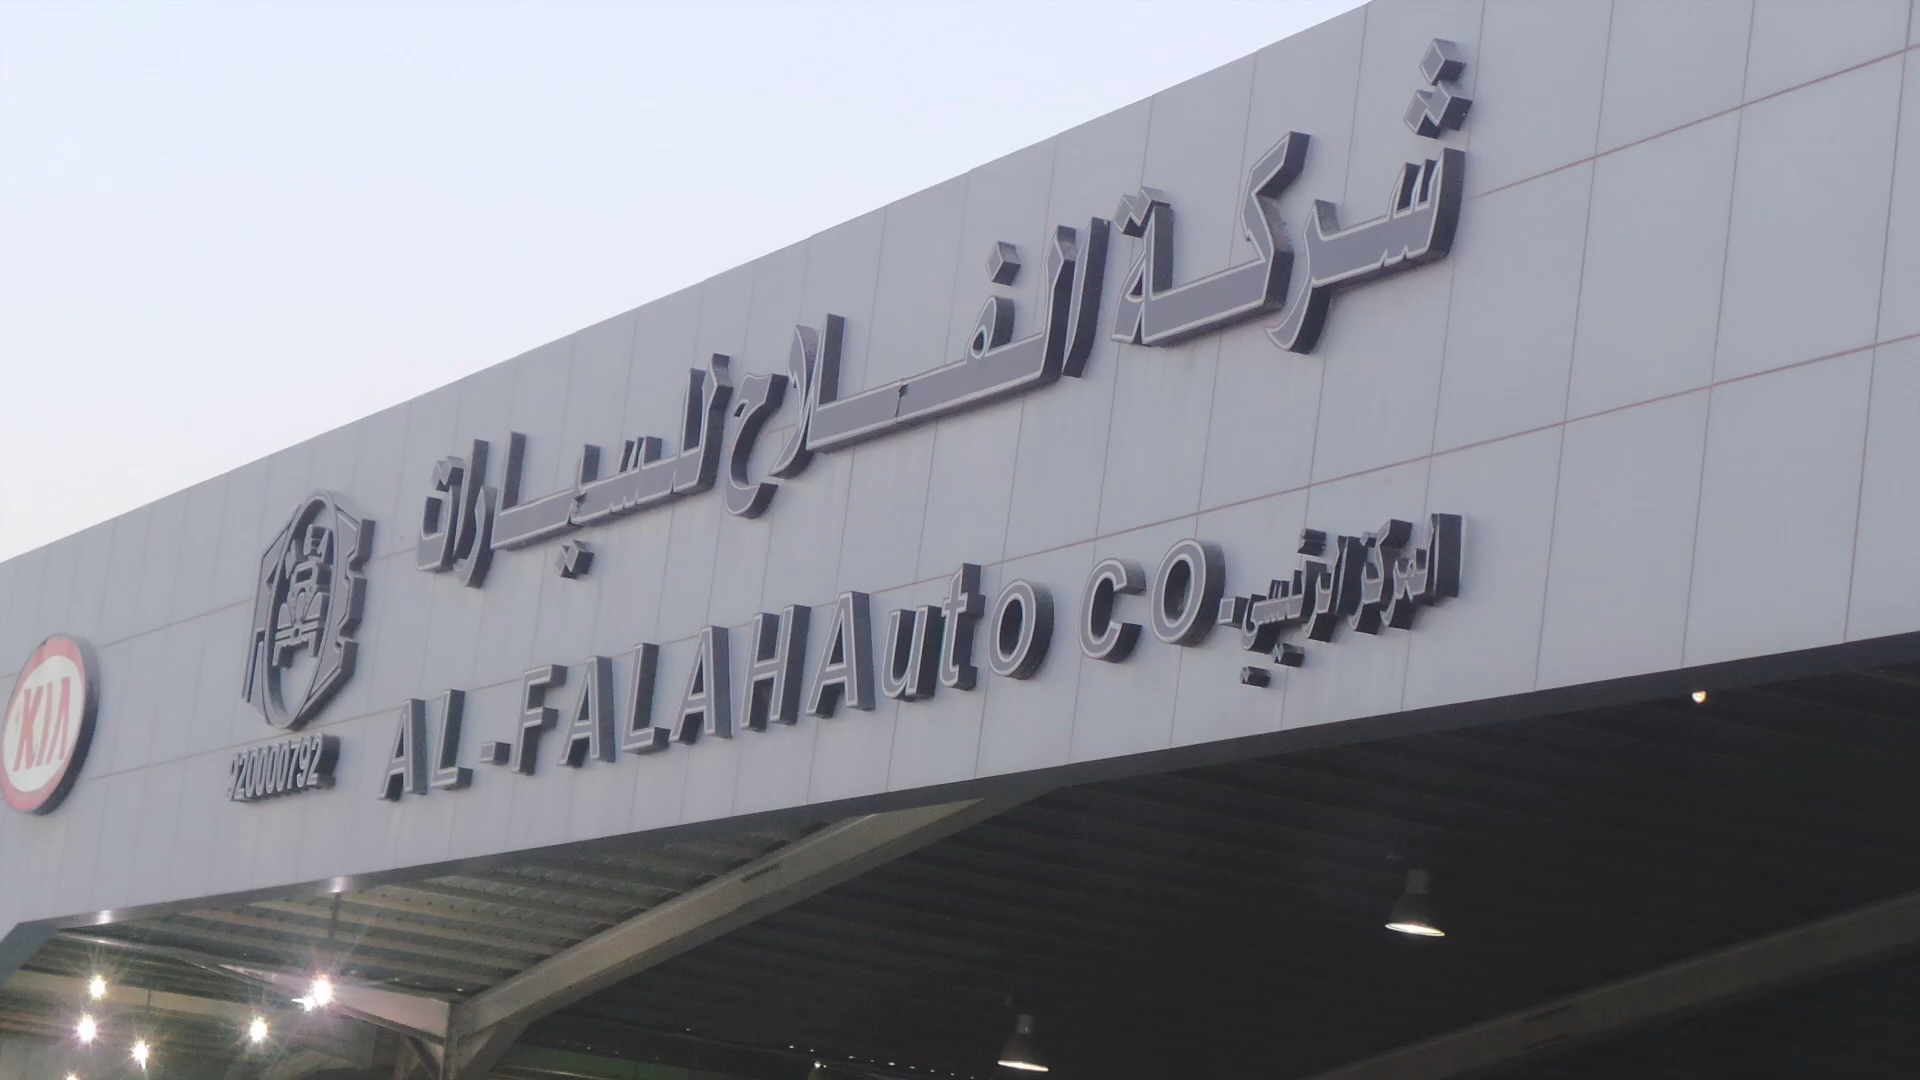 شركة الفلاح للسيارات
AL-FALAH Auto CO - المركز الرئيسي
920000792
KIA